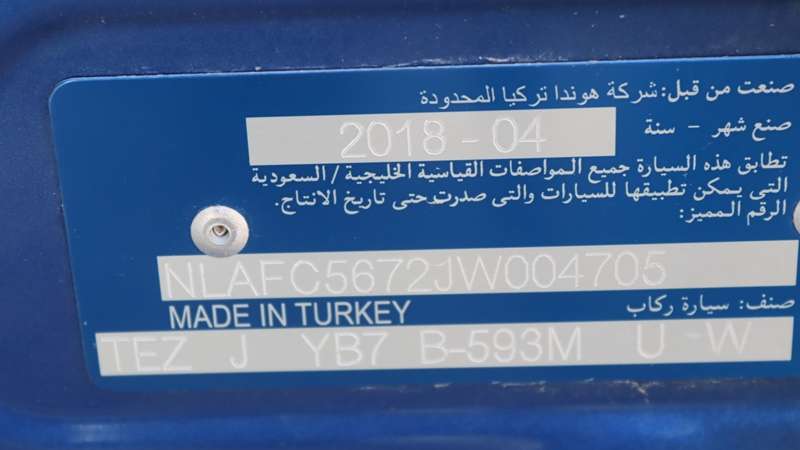 صنعت من قبل: شركة هوندا تركيا المحدودة
صنع شهر - سنة 2018 - 04
تطابق هذه السيارة جميع المواصفات القياسية الخليجية / السعودية
التي يمكن تطبيقها للسيارات والتى صدرت حتى تاريخ الانتاج.
الرقم المميز:
NLAFC5672JW004705
صنف: سيارة ركاب
MADE IN TURKEY
TEZ J YB7 B-593M U -W